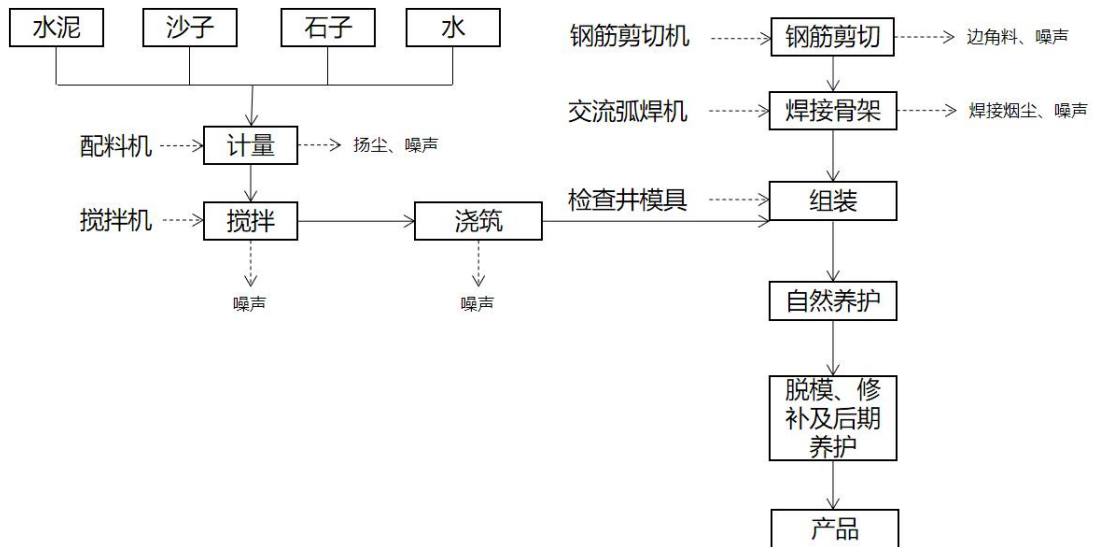 水泥
沙子
石子
水
钢筋剪切机
钢筋剪切
边角料、噪声
交流弧焊机
焊接骨架
焊接烟尘、噪声
配料机
计量
扬尘、噪声
检查井模具
组装
搅拌机
搅拌
浇筑
噪声
噪声
自然养护
脱模、修
补及后期
养护
产品